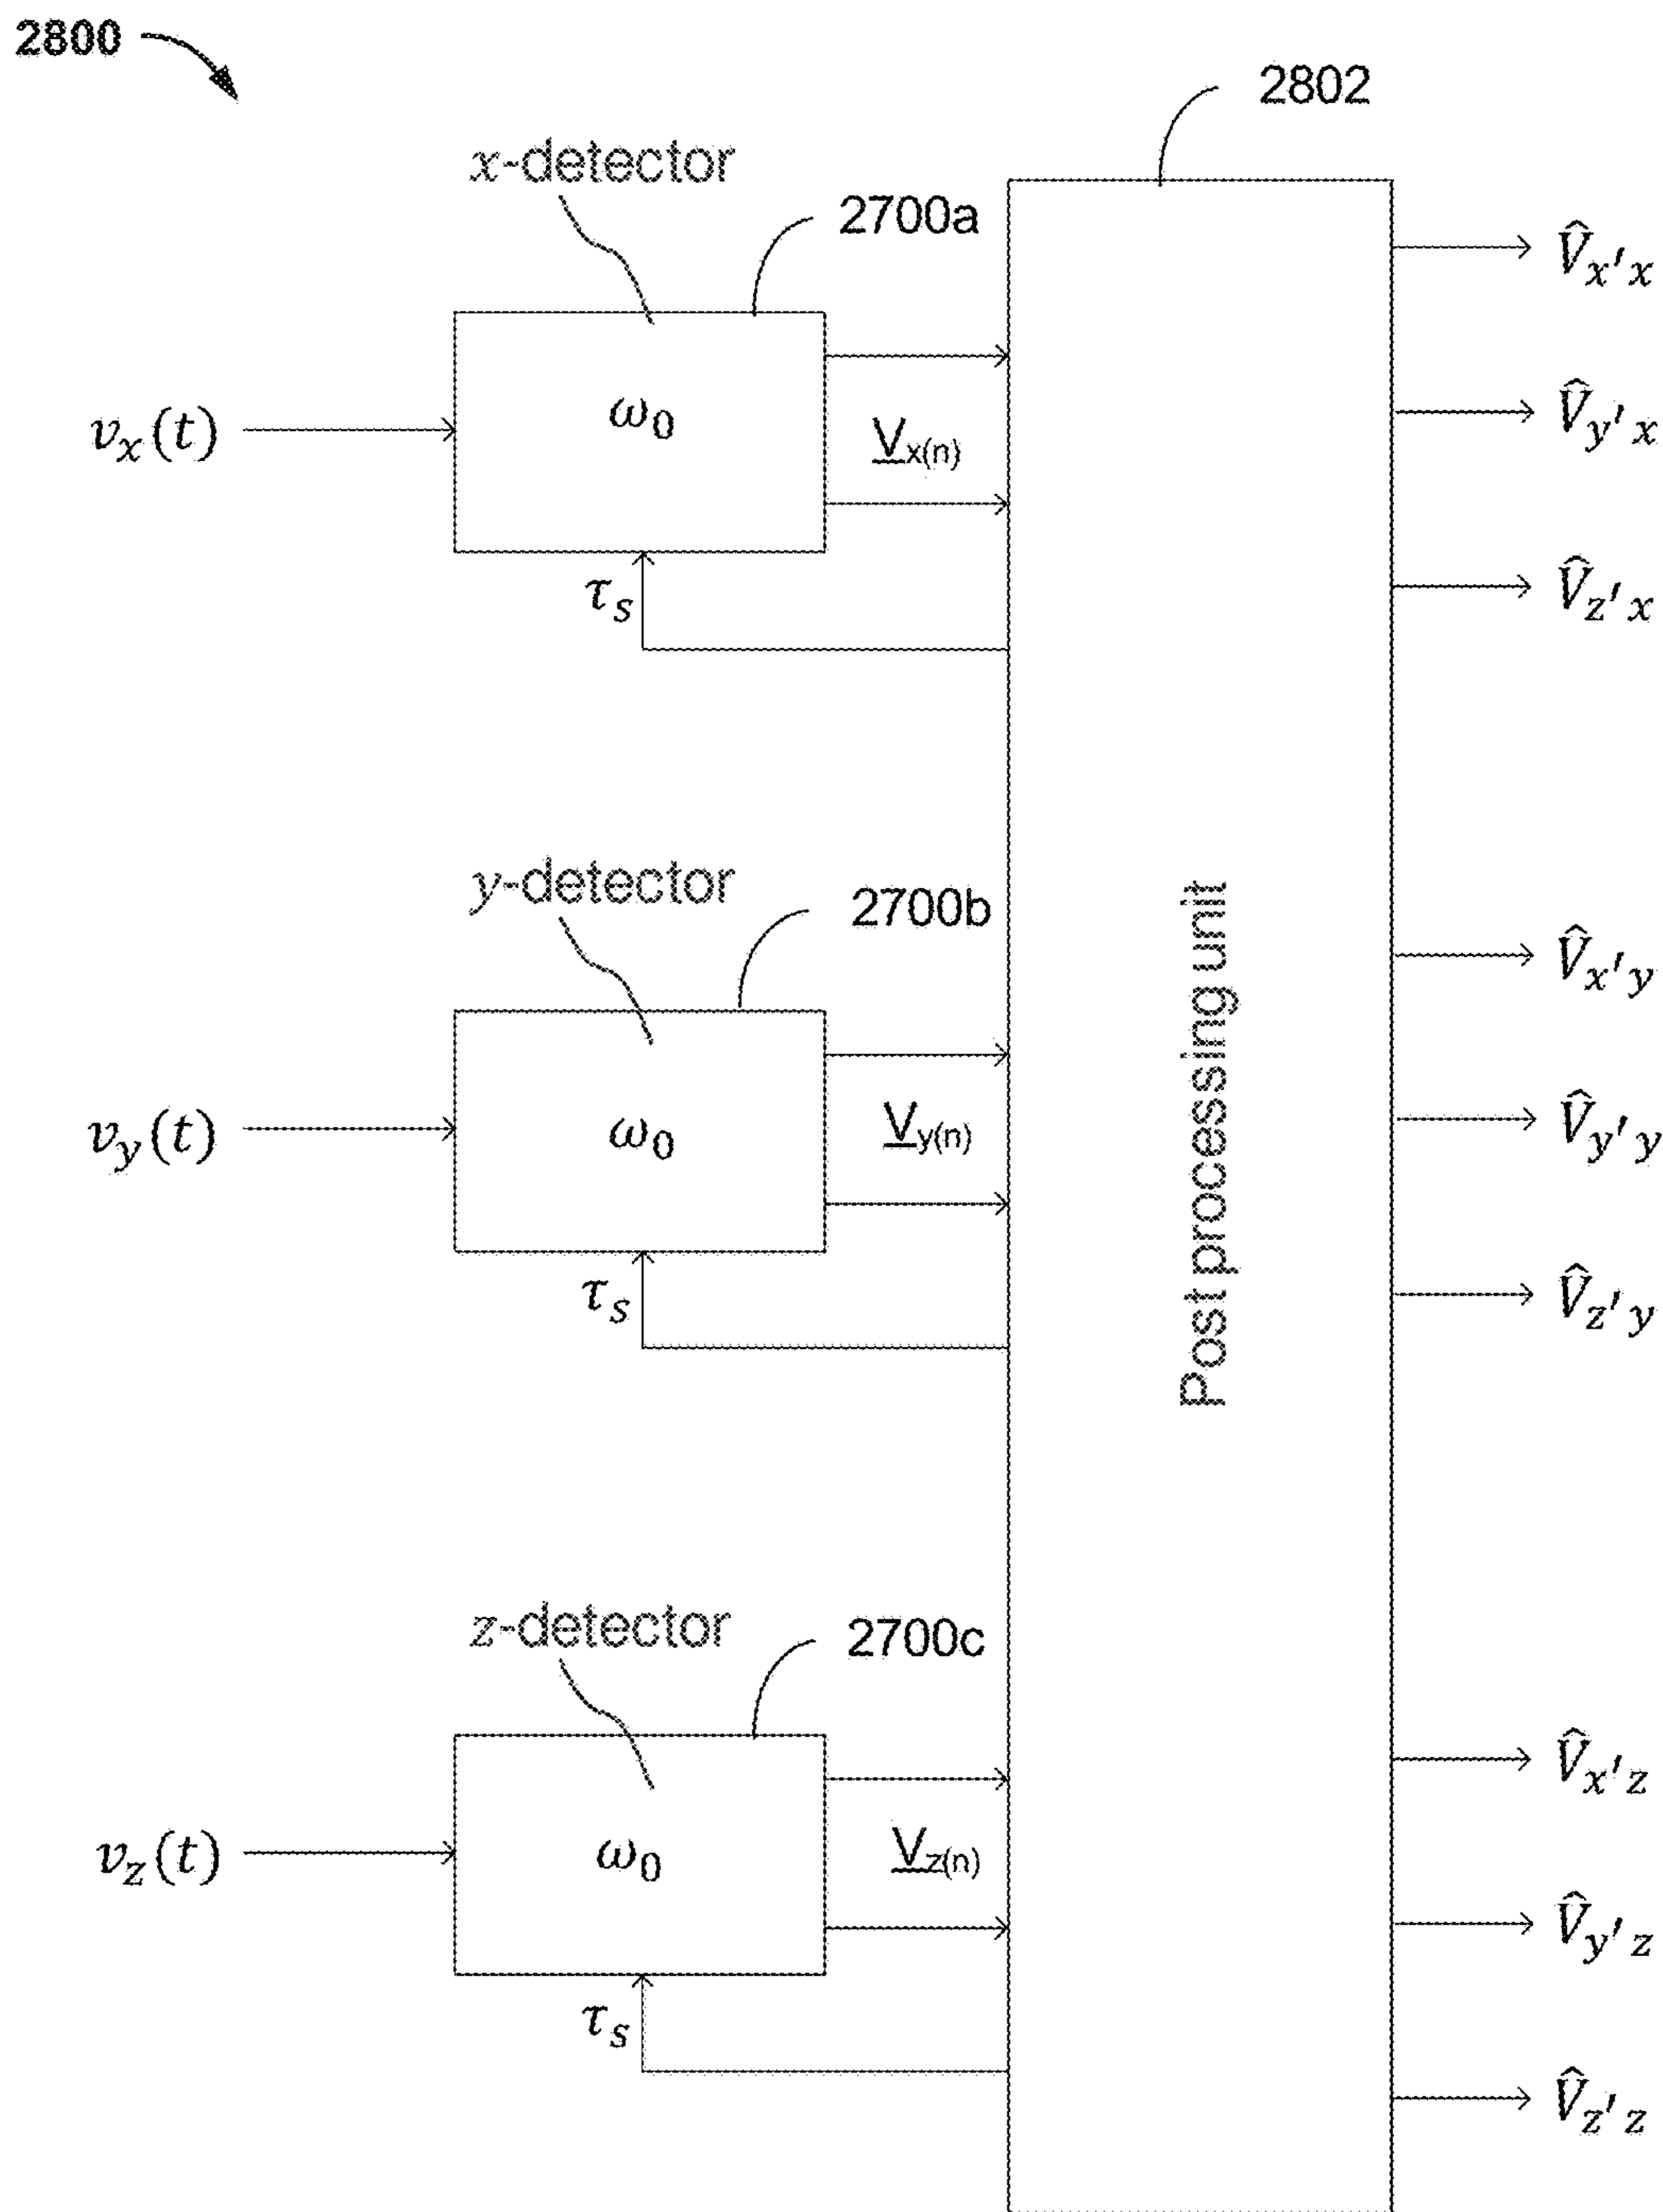 2800
2802
x-detector
2700a
V̂x′x
ω0
vx(t)
Vx(n)
V̂y′x
τs
V̂z′x
y-detector
2700b
V̂x′y
ω0
vy(t)
Vy(n)
V̂y′y
τs
V̂z′y
Post processing unit
z-detector
2700c
V̂x′z
ω0
vz(t)
Vz(n)
V̂y′z
τs
V̂z′z